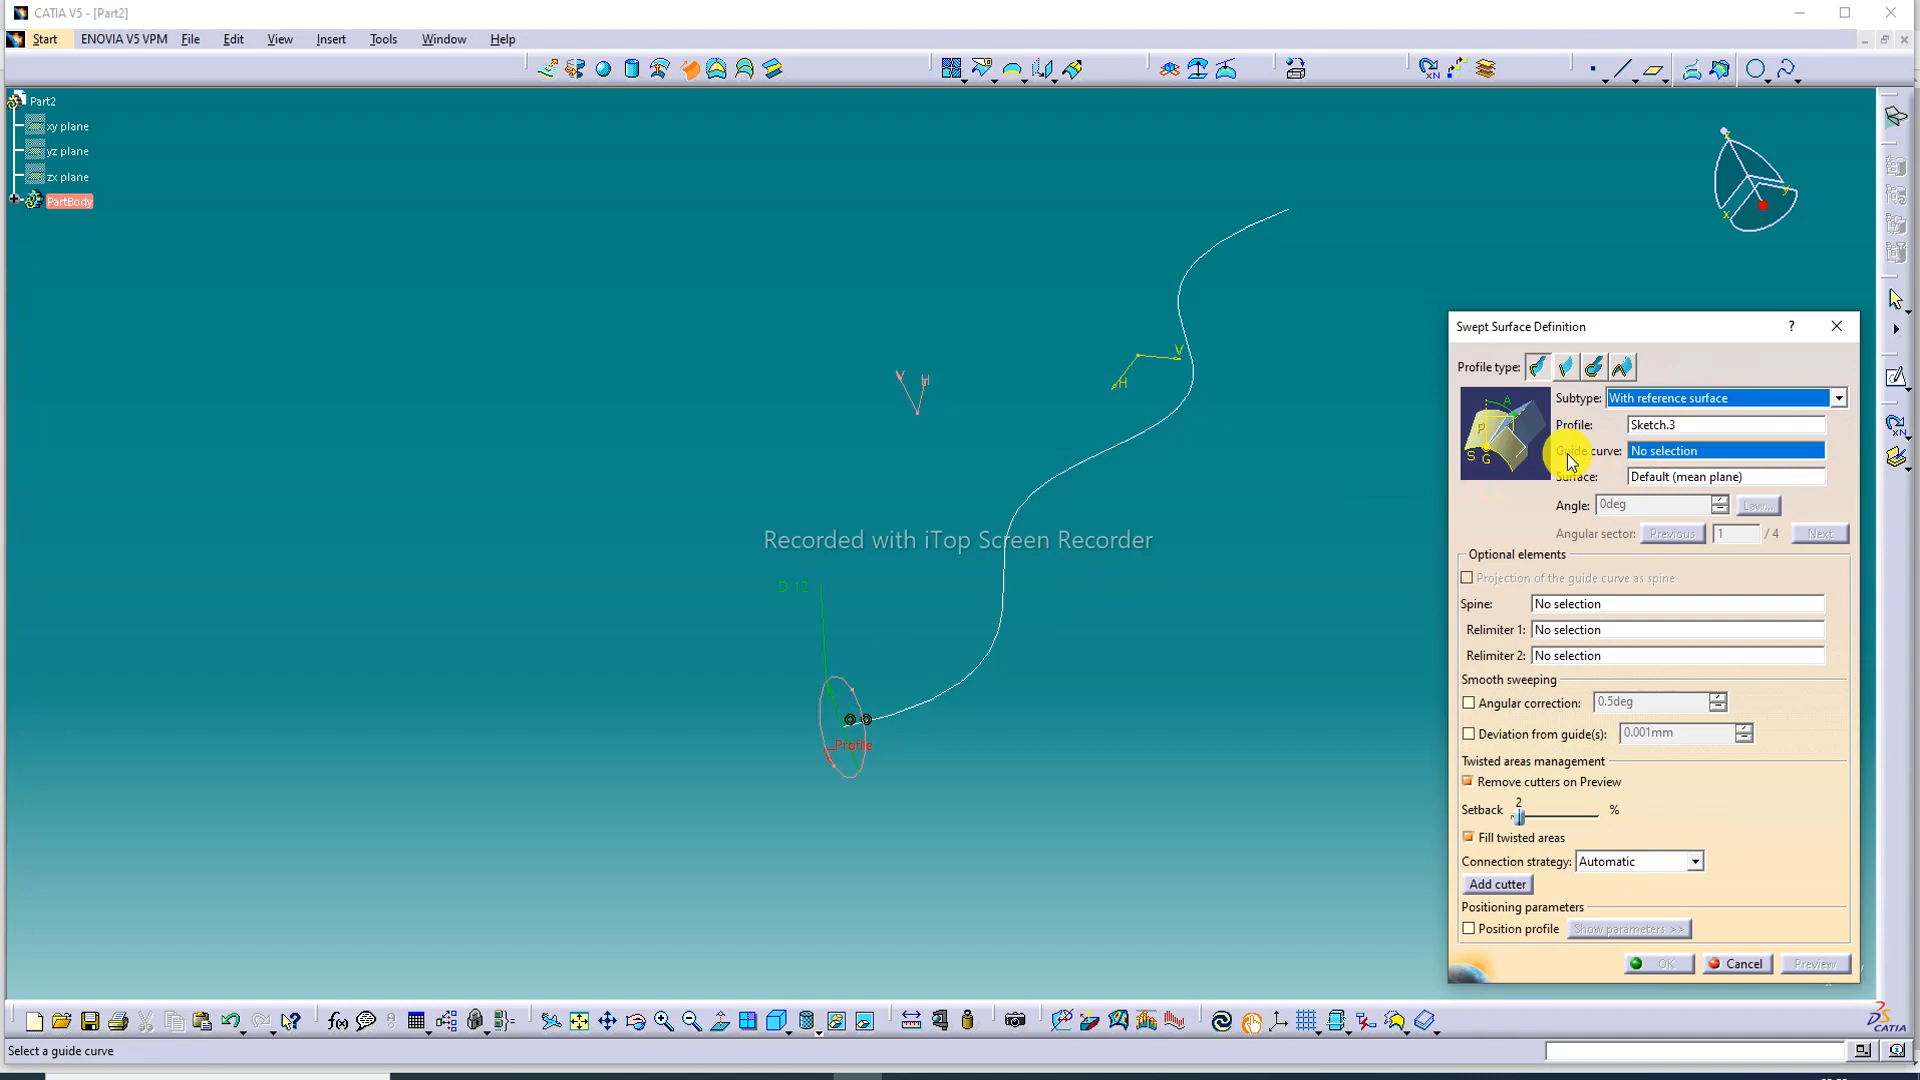 CATIA V5 - [Part2]
Start ENOVIA V5 VPM File Edit View Insert Tools Window Help
Part2
xy plane
yz plane
zx plane
PartBody
z
y
x
V
H
V
H
D 12
Profile
Recorded with iTop Screen Recorder
Swept Surface Definition ?
Profile type:
Subtype: With reference surface
Profile: Sketch.3
Guide curve: No selection
Surface: Default (mean plane)
A
P
S G
Angle: 0deg Law...
Angular sector: Previous 1 / 4 Next
Optional elements
Projection of the guide curve as spine
Spine: No selection
Relimiter 1: No selection
Relimiter 2: No selection
Smooth sweeping
Angular correction: 0.5deg
Deviation from guide(s): 0.001mm
Twisted areas management
Remove cutters on Preview
2
Setback %
Fill twisted areas
Connection strategy: Automatic
Add cutter
Positioning parameters
Position profile Show parameters >>
OK Cancel Preview
f(x)
DS CATIA
Select a guide curve